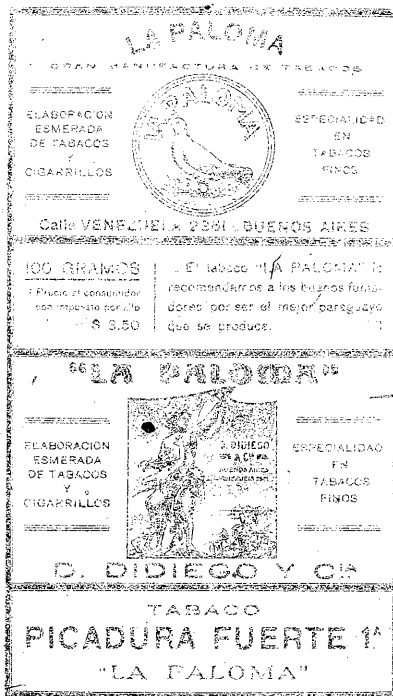 LA PALOMA
GRAN MANUFACTURA DE TABACOS
ELABORACION
ESMERADA
DE TABACOS
Y
CIGARRILLOS
LA PALOMA
ESPECIALIDAD
EN
TABACOS
FINOS
Calle VENEZUELA BUENOS AIRES
100 GRAMOS
Precio al consumidor
con impuesto
$ 3.50
El tabaco "LA PALOMA" lo
recomendamos a los buenos fuma-
dores por ser el mejor paraguayo
que se produce.
"LA PALOMA"
ELABORACION
ESMERADA
DE TABACOS
Y
CIGARRILLOS
D. DIDIEGO
BUENOS AIRES
ESPECIALIDAD
EN
TABACOS
FINOS
D. DIDIEGO Y CIA
TABACO
PICADURA FUERTE 1A
"LA PALOMA"